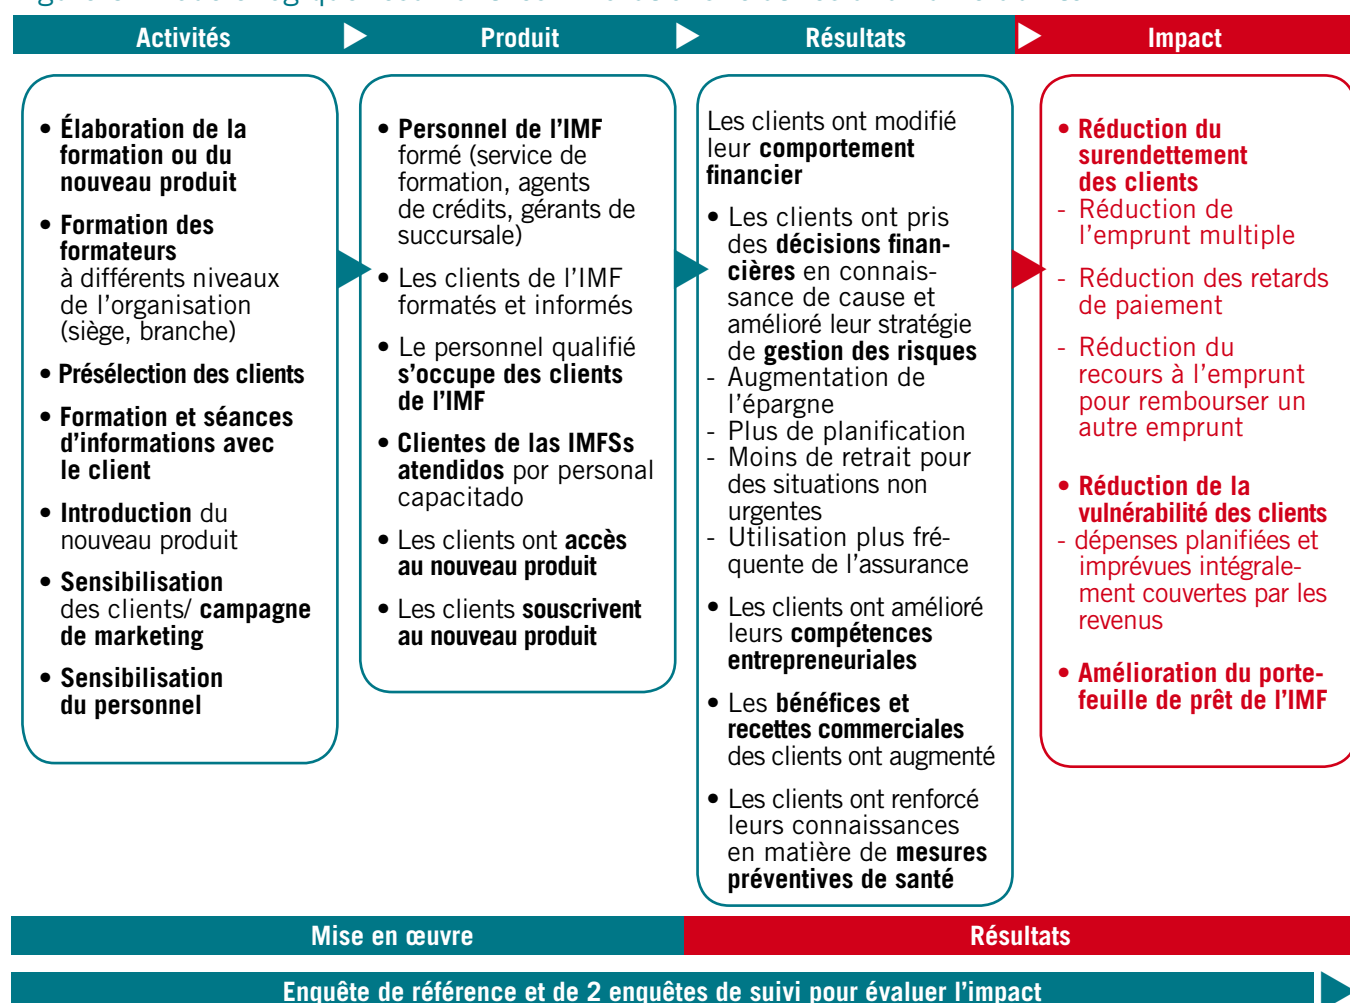 Activités
Produit
Résultats
Impact
• Élaboration de la
formation ou du
nouveau produit
• Formation des
formateurs
à différents niveaux
de l’organisation
(siège, branche)
• Présélection des clients
• Formation et séances
d’informations avec
le client
• Introduction du
nouveau produit
• Sensibilisation
des clients/ campagne
de marketing
• Sensibilisation
du personnel
• Personnel de l’IMF
formé (service de
formation, agents
de crédits, gérants de
succursale)
• Les clients de l’IMF
formatés et informés
• Le personnel qualifié
s’occupe des clients
de l’IMF
• Clientes de las IMFSs
atendidos por personal
capacitado
• Les clients ont accès
au nouveau produit
• Les clients souscrivent
au nouveau produit
Les clients ont modifié
leur comportement
financier
• Les clients ont pris
des décisions finan-
cières en connais-
sance de cause et
amélioré leur stratégie
de gestion des risques
- Augmentation de
l’épargne
- Plus de planification
- Moins de retrait pour
des situations non
urgentes
- Utilisation plus fré-
quente de l’assurance
• Les clients ont amélioré
leurs compétences
entrepreneuriales
• Les bénéfices et
recettes commerciales
des clients ont augmenté
• Les clients ont renforcé
leurs connaissances
en matière de mesures
préventives de santé
• Réduction du
surendettement
des clients
- Réduction de
l’emprunt multiple
- Réduction des retards
de paiement
- Réduction du
recours à l’emprunt
pour rembourser un
autre emprunt
• Réduction de la
vulnérabilité des clients
- dépenses planifiées et
imprévues intégrale-
ment couvertes par les
revenus
• Amélioration du porte-
feuille de prêt de l’IMF
Mise en œuvre
Résultats
Enquête de référence et de 2 enquêtes de suivi pour évaluer l’impact